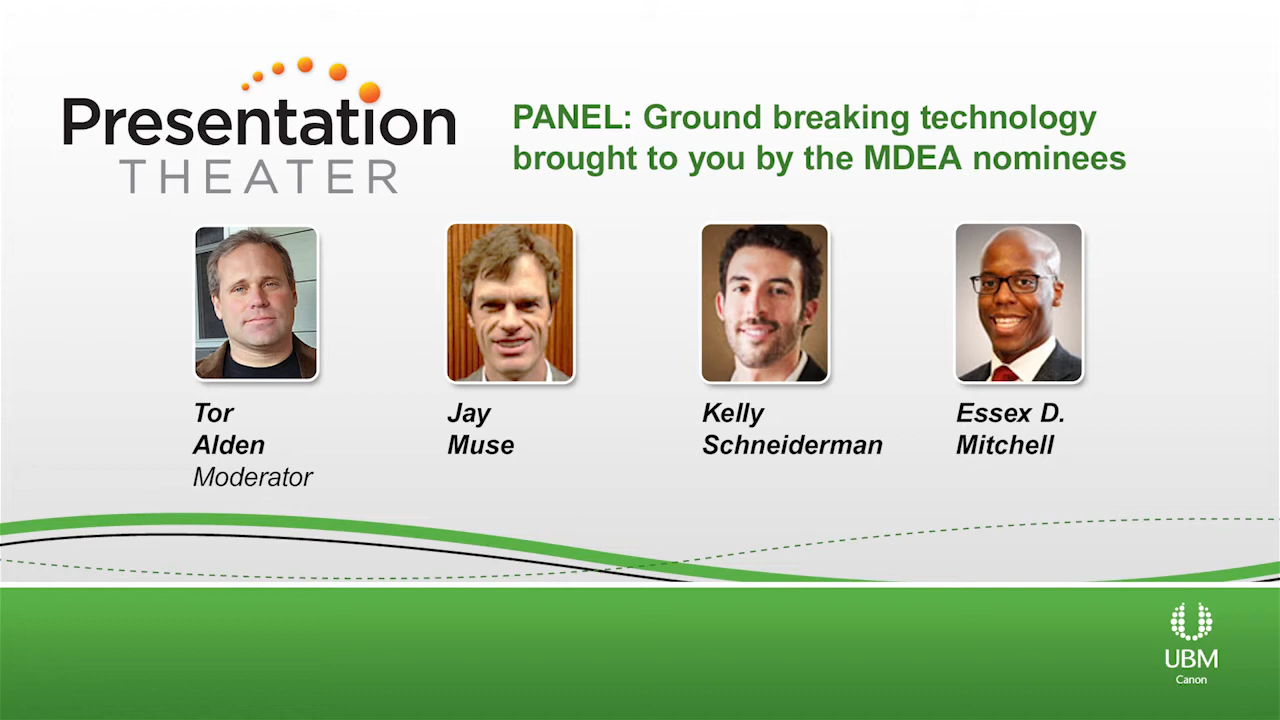 Presentation
THEATER
PANEL: Ground breaking technology
brought to you by the MDEA nominees
Tor
Alden
Moderator
Jay
Muse
Kelly
Schneiderman
Essex D.
Mitchell
UBM
Canon